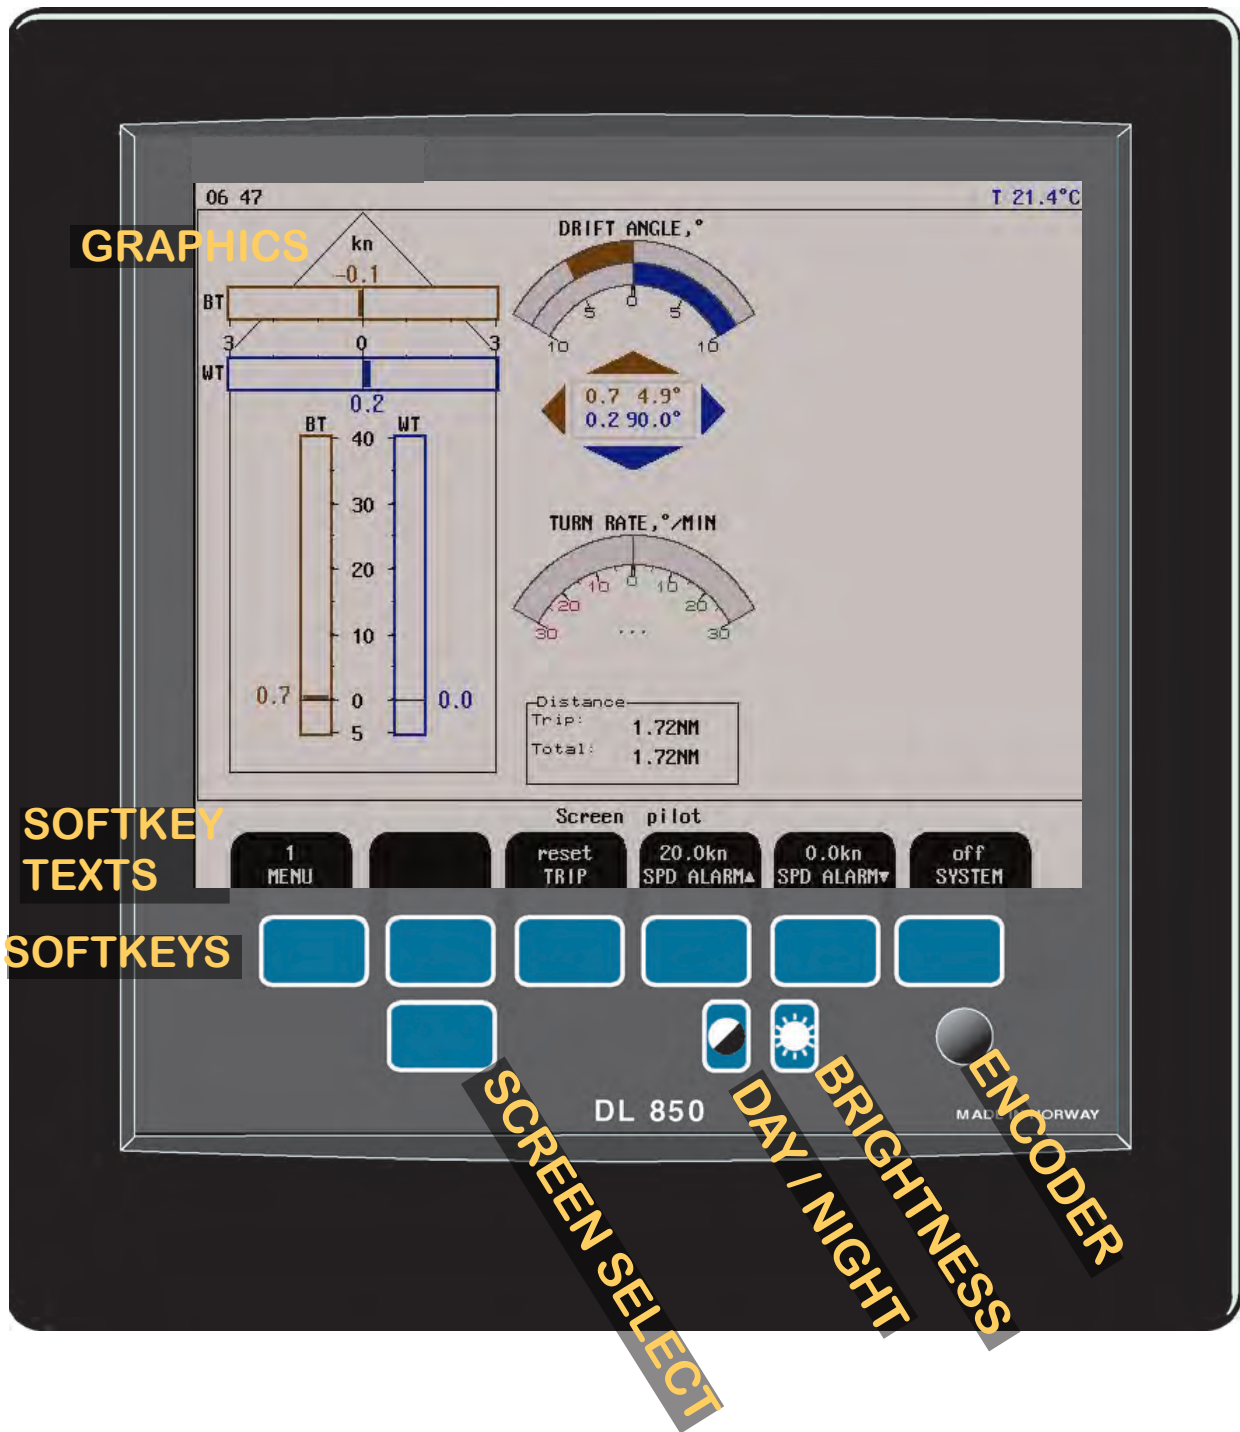 06 47
T 21.4°C
GRAPHICS
kn
-0.1
BT
3 0 3
WT
0.2
BT WT
40
30
20
10
0.7 0 0.0
5
DRIFT ANGLE,°
10 5 0 5 10
0.7 4.9°
0.2 90.0°
TURN RATE,°/MIN
30 20 10 0 10 20 30
...
Distance
Trip: 1.72NM
Total: 1.72NM
Screen pilot
SOFTKEY
TEXTS
1
MENU
reset
TRIP
20.0kn
SPD ALARM▲
0.0kn
SPD ALARM▼
off
SYSTEM
SOFTKEYS
DL 850
MADE IN NORWAY
SCREEN SELECT
DAY / NIGHT
BRIGHTNESS
ENCODER